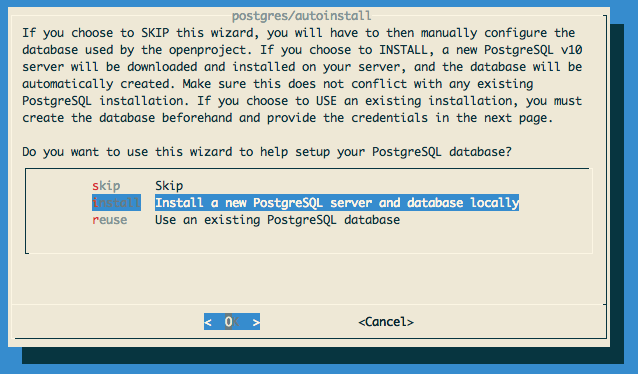 postgres/autoinstall
If you choose to SKIP this wizard, you will have to then manually configure the
database used by the openproject. If you choose to INSTALL, a new PostgreSQL v10
server will be downloaded and installed on your server, and the database will be
automatically created. Make sure this does not conflict with any existing
PostgreSQL installation. If you choose to USE an existing installation, you must
create the database beforehand and provide the credentials in the next page.
Do you want to use this wizard to help setup your PostgreSQL database?
skip Skip
install Install a new PostgreSQL server and database locally
reuse Use an existing PostgreSQL database
< O > <Cancel>